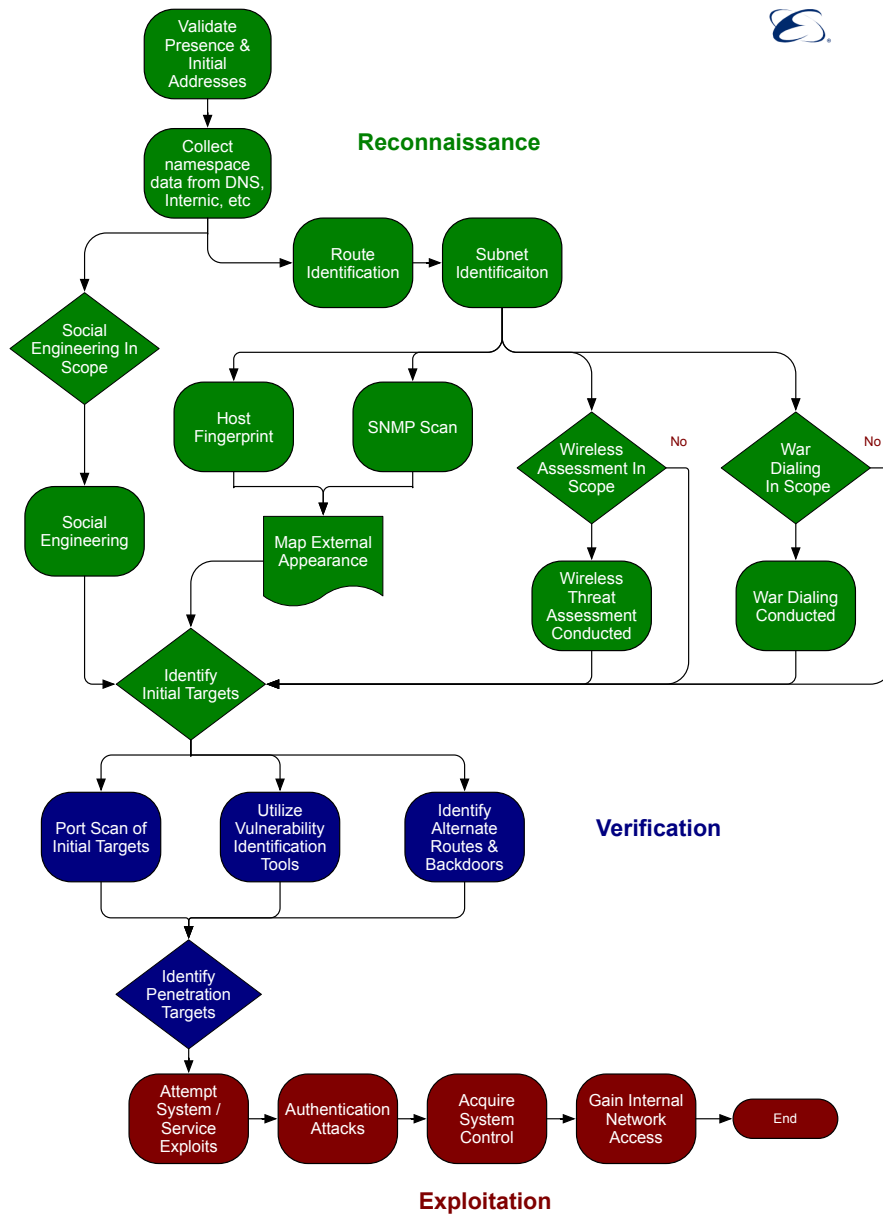 Validate
Presence &
Initial
Addresses
Reconnaissance
Collect
namespace
data from DNS,
Internic, etc
Route
Identification
Subnet
Identificaiton
Social
Engineering In
Scope
Host
Fingerprint
SNMP Scan
Wireless
Assessment In
Scope
No
War
Dialing
In Scope
No
Social
Engineering
Map External
Appearance
Wireless
Threat
Assessment
Conducted
War Dialing
Conducted
Identify
Initial Targets
Port Scan of
Initial Targets
Utilize
Vulnerability
Identification
Tools
Identify
Alternate
Routes &
Backdoors
Verification
Identify
Penetration
Targets
Attempt
System /
Service
Exploits
Authentication
Attacks
Acquire
System
Control
Gain Internal
Network
Access
End
Exploitation